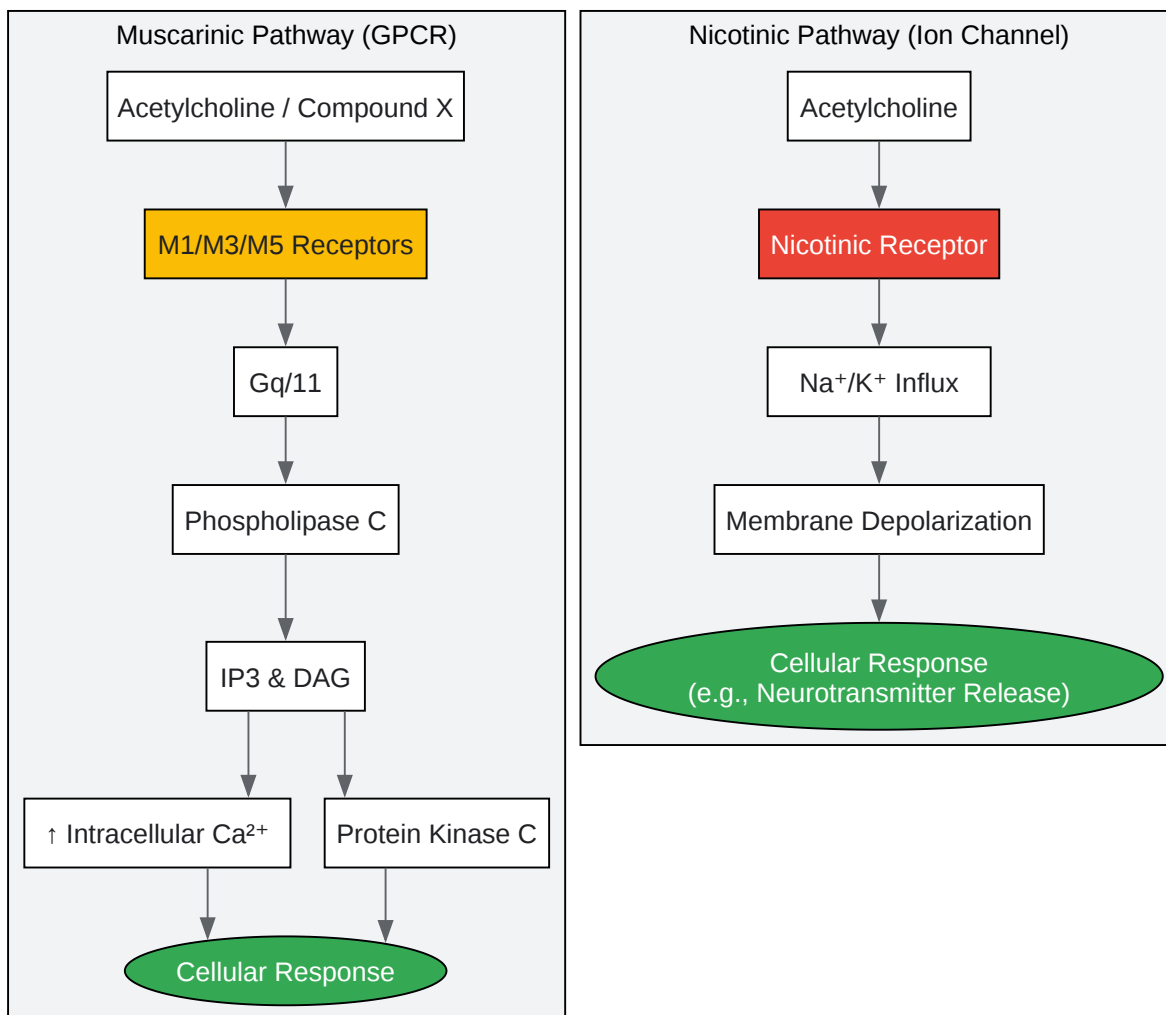 Muscarinic Pathway (GPCR)
Acetylcholine / Compound X
M1/M3/M5 Receptors
Gq/11
Phospholipase C
IP3 & DAG
↑ Intracellular Ca²⁺
Protein Kinase C
Cellular Response
Nicotinic Pathway (Ion Channel)
Acetylcholine
Nicotinic Receptor
Na⁺/K⁺ Influx
Membrane Depolarization
Cellular Response
(e.g., Neurotransmitter Release)